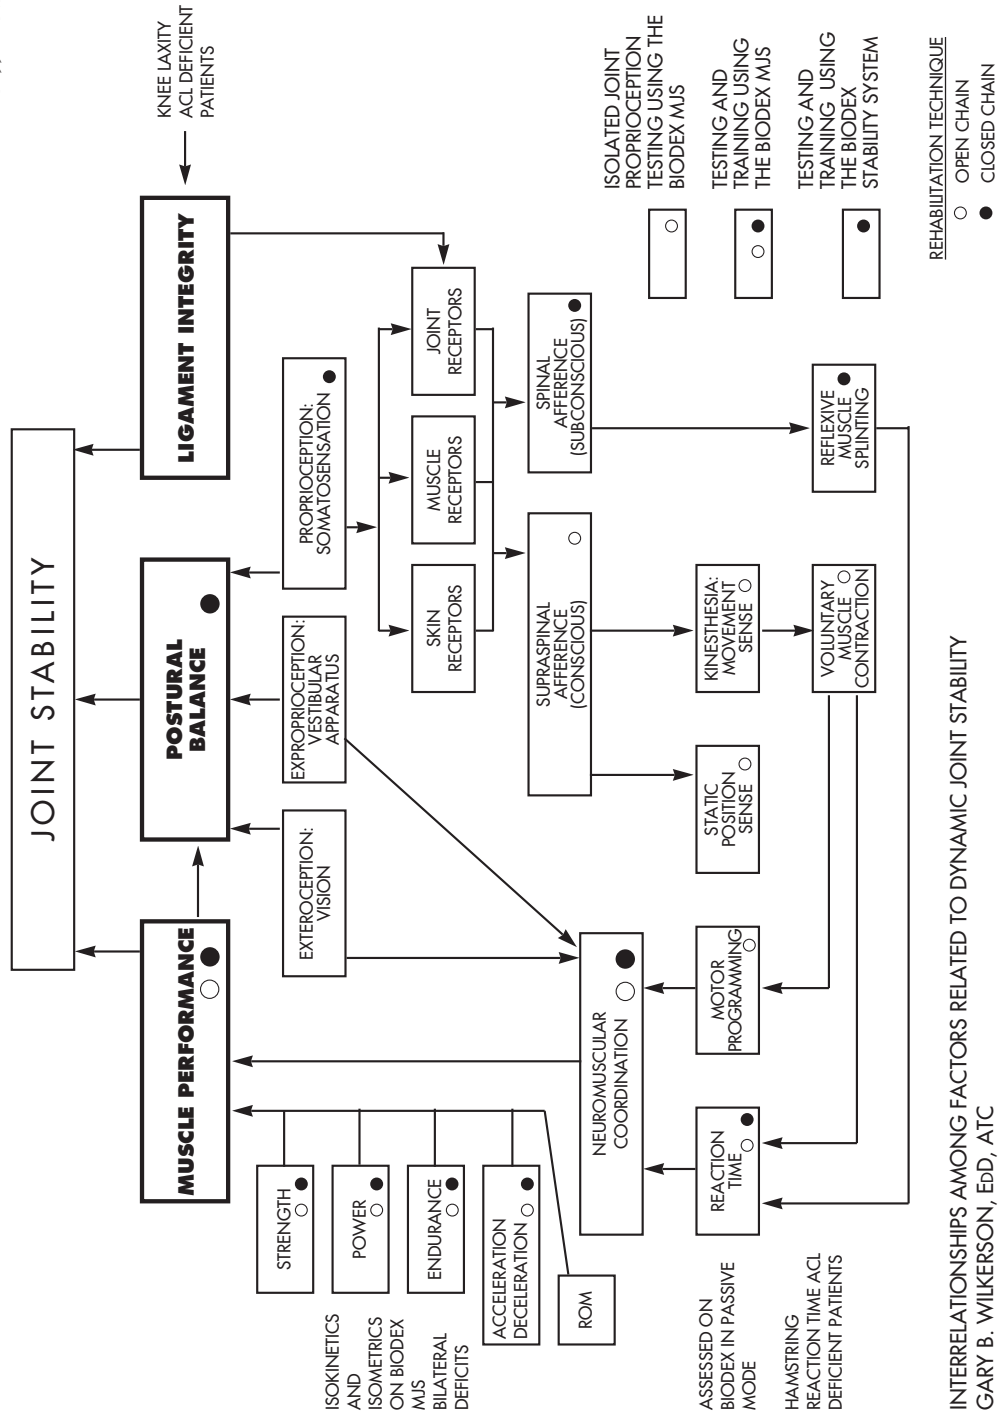 JOINT STABILITY
MUSCLE PERFORMANCE
POSTURAL
BALANCE
LIGAMENT INTEGRITY
KNEE LAXITY
ACL DEFICIENT
PATIENTS
STRENGTH
POWER
ENDURANCE
ACCELERATION
DECELERATION
ROM
ISOKINETICS
AND
ISOMETRICS
ON BIODEX
MJS
BILATERAL
DEFICITS
EXTEROCEPTION:
VISION
EXPROPRIOCEPTION:
VESTIBULAR
APPARATUS
PROPRIOCEPTION:
SOMATOSENSATION
SKIN
RECEPTORS
MUSCLE
RECEPTORS
JOINT
RECEPTORS
SUPRASPINAL
AFFERENCE
(CONSCIOUS)
SPINAL
AFFERENCE
(SUBCONSCIOUS)
NEUROMUSCULAR
COORDINATION
REACTION
TIME
MOTOR
PROGRAMMING
STATIC
POSITION
SENSE
KINESTHESIA:
MOVEMENT
SENSE
VOLUNTARY
MUSCLE
CONTRACTION
REFLEXIVE
MUSCLE
SPLINTING
ASSESSED ON
BIODEX IN PASSIVE
MODE
HAMSTRING
REACTION TIME ACL
DEFICIENT PATIENTS
ISOLATED JOINT
PROPRIOCEPTION
TESTING USING THE
BIODEX MJS
TESTING AND
TRAINING USING
THE BIODEX MJS
TESTING AND
TRAINING USING
THE BIODEX
STABILITY SYSTEM
REHABILITATION TECHNIQUE
OPEN CHAIN
CLOSED CHAIN
INTERRELATIONSHIPS AMONG FACTORS RELATED TO DYNAMIC JOINT STABILITY
GARY B. WILKERSON, EDD, ATC